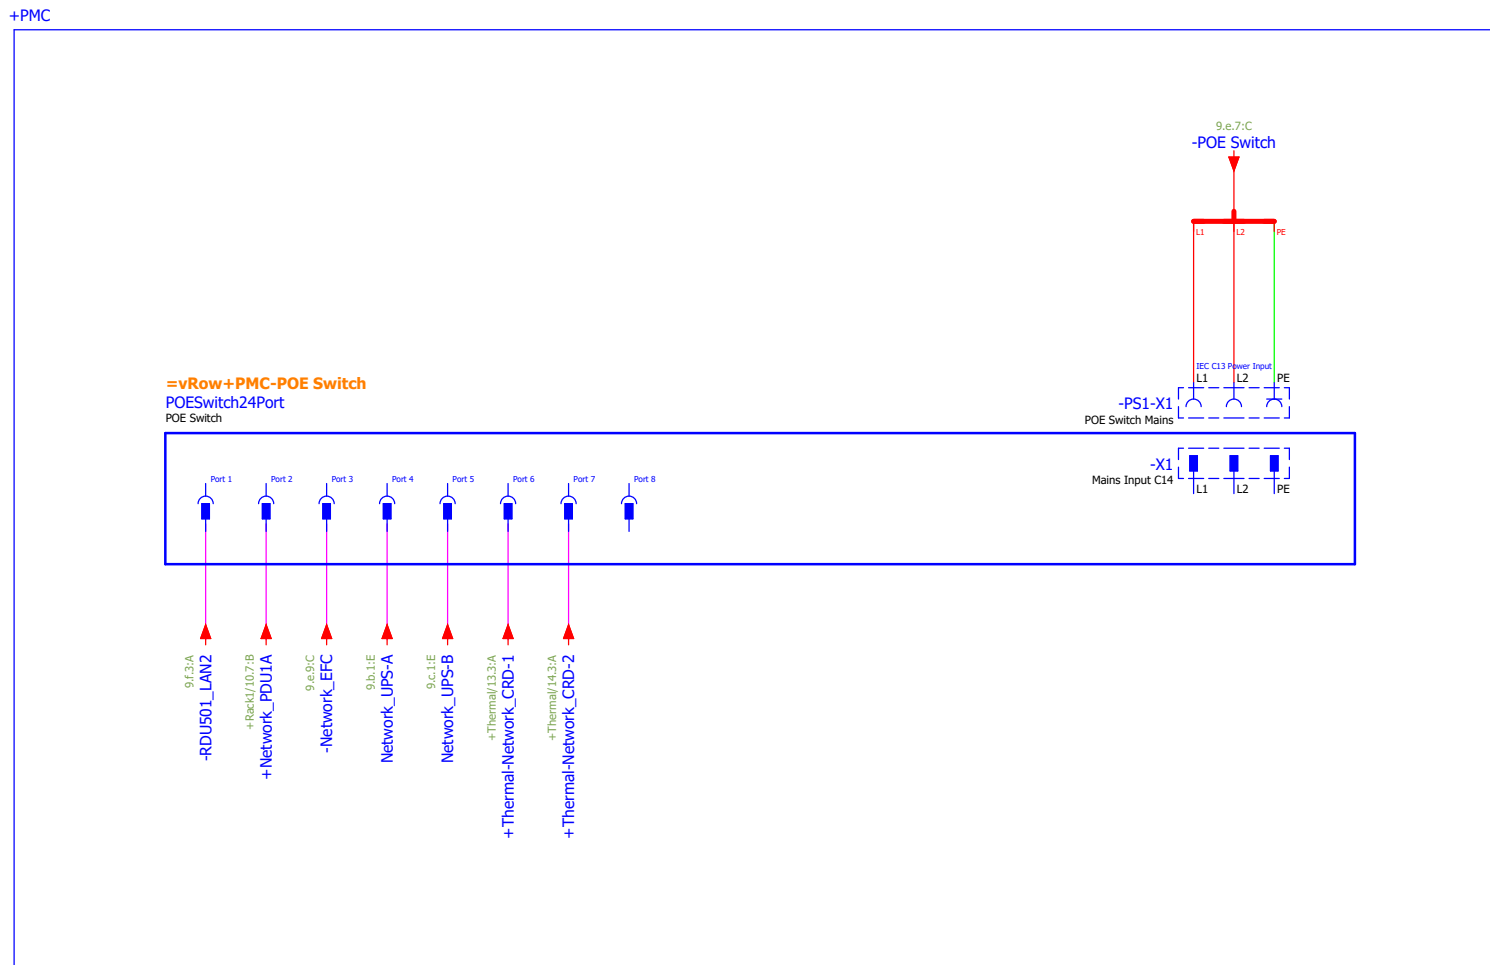 +PMC
9.e.7:C
-POE Switch
L1
L2
PE
IEC C13 Power Input
L1
L2
PE
-PS1-X1
POE Switch Mains
=vRow+PMC-POE Switch
POESwitch24Port
POE Switch
-X1
Mains Input C14
L1
L2
PE
Port 1
Port 2
Port 3
Port 4
Port 5
Port 6
Port 7
Port 8
9.f.3:A
-RDU501_LAN2
+Rack1/10.7:B
+Network_PDU1A
9.e.9:C
-Network_EFC
9.b.1:E
Network_UPS-A
9.c.1:E
Network_UPS-B
+Thermal/13.3:A
+Thermal-Network_CRD-1
+Thermal/14.3:A
+Thermal-Network_CRD-2